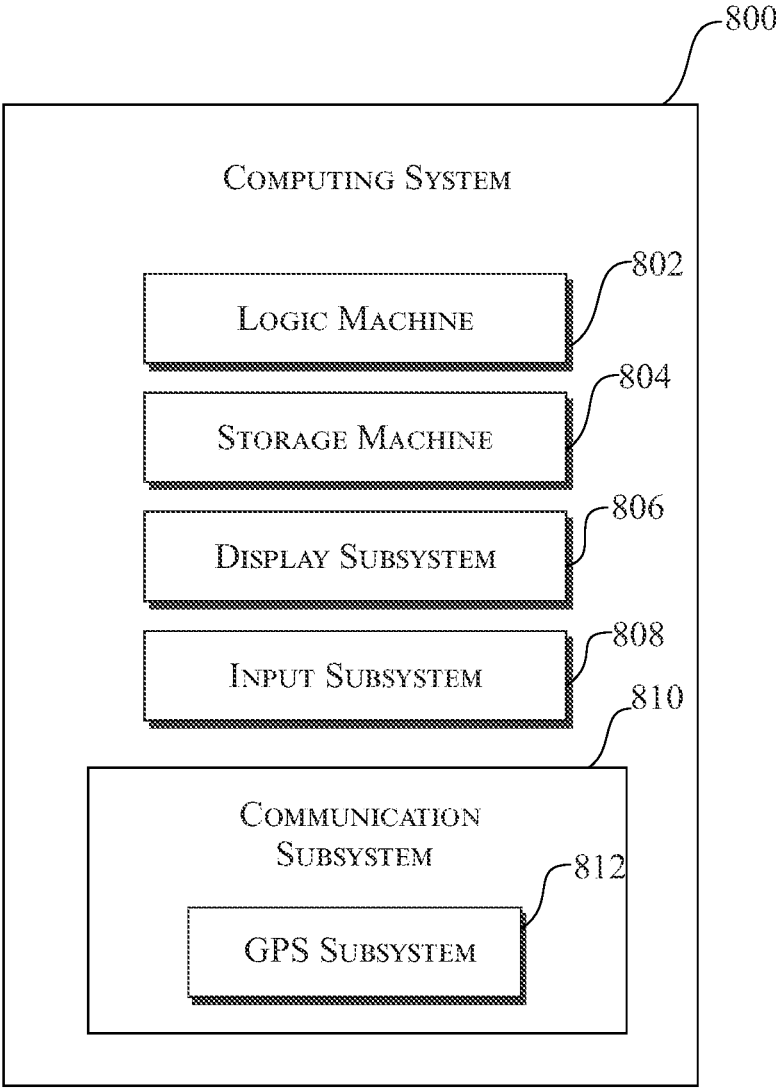 800
COMPUTING SYSTEM
802
LOGIC MACHINE
804
STORAGE MACHINE
806
DISPLAY SUBSYSTEM
808
INPUT SUBSYSTEM
810
COMMUNICATION
SUBSYSTEM
812
GPS SUBSYSTEM